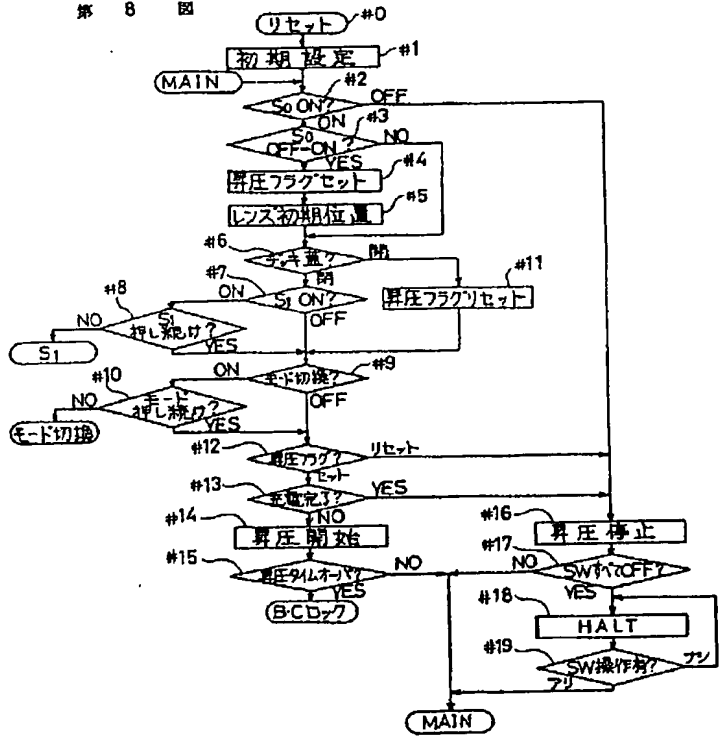 第 8 図
リセット
#0
初期設定
#1
MAIN
#2
S0 ON?
OFF
ON
#3
S0
OFF→ON?
NO
YES
#4
昇圧フラグセット
#5
レンズ初期位置
#6
デッキ蓋?
開
閉
#7
S1 ON?
ON
OFF
#11
昇圧フラグリセット
#8
S1
押し続け?
NO
YES
S1
#9
モード切換?
ON
OFF
#10
モード
押し続け?
NO
YES
モード切換
#12
昇圧フラグ?
リセット
セット
#13
充電完了?
YES
NO
#14
昇圧開始
#15
昇圧タイムオーバ?
NO
YES
B・Cロック
#16
昇圧停止
#17
SWすべてOFF?
NO
YES
#18
HALT
#19
SW操作有?
ナシ
アリ
MAIN